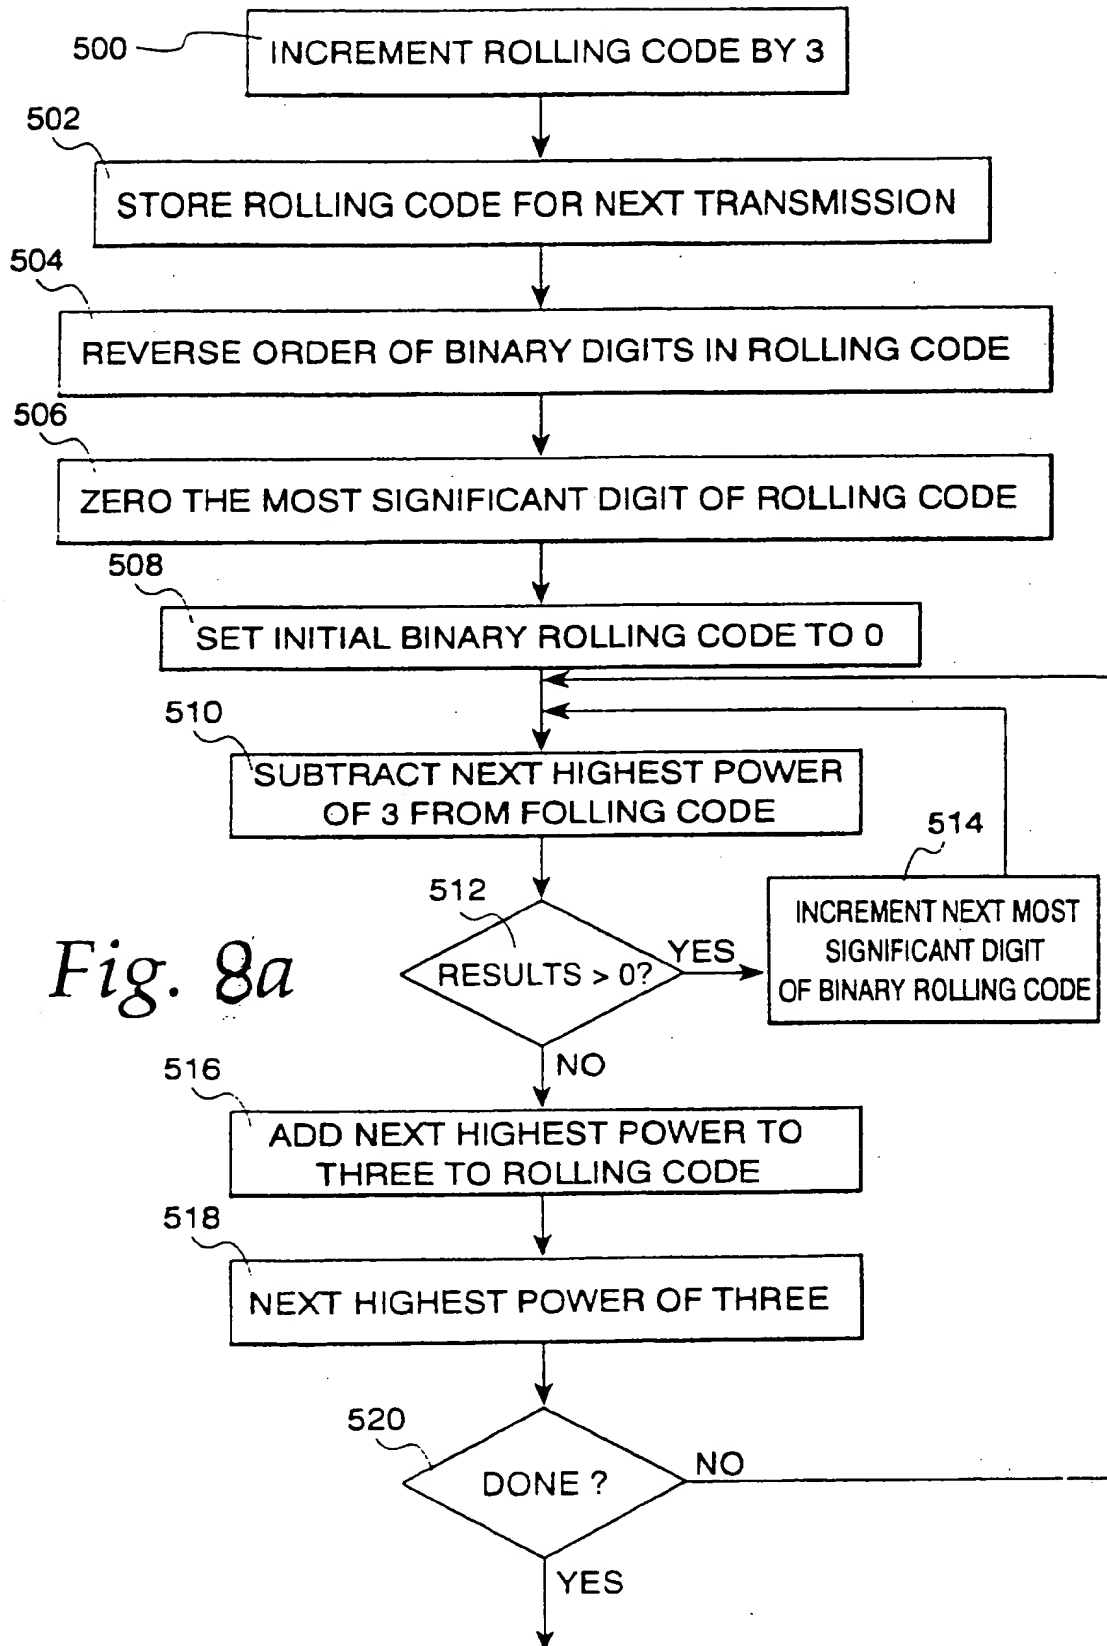 500
INCREMENT ROLLING CODE BY 3
502
STORE ROLLING CODE FOR NEXT TRANSMISSION
504
REVERSE ORDER OF BINARY DIGITS IN ROLLING CODE
506
ZERO THE MOST SIGNIFICANT DIGIT OF ROLLING CODE
508
SET INITIAL BINARY ROLLING CODE TO 0
510
SUBTRACT NEXT HIGHEST POWER
OF 3 FROM FOLLING CODE
512
RESULTS > 0?
YES
514
INCREMENT NEXT MOST
SIGNIFICANT DIGIT
OF BINARY ROLLING CODE
Fig. 8a
NO
516
ADD NEXT HIGHEST POWER TO
THREE TO ROLLING CODE
518
NEXT HIGHEST POWER OF THREE
520
DONE ?
NO
YES